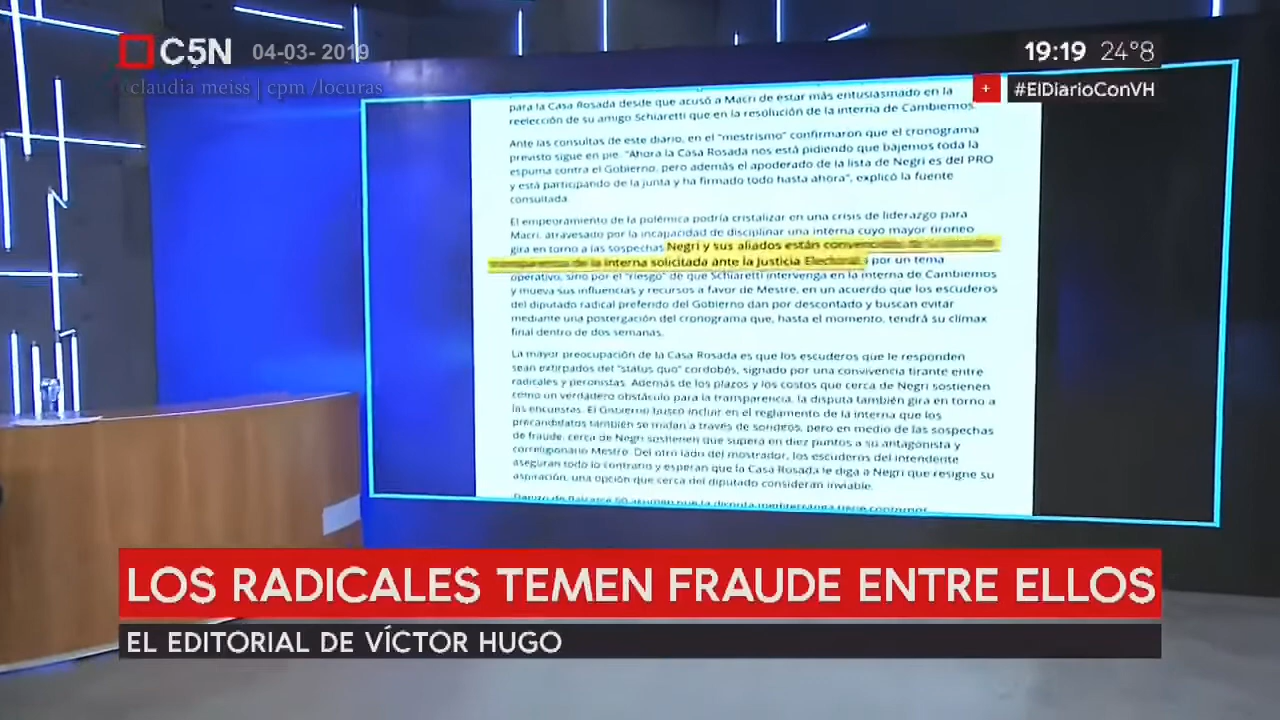 C5N 04-03- 2019
19:19 24°8
claudia meiss | cpm /locuras
+ #ElDiarioConVH
para la Casa Rosada desde que acusó a Macri de estar más entusiasmado en la
reelección de su amigo Schiaretti que en la resolución de la interna de Cambiemos.
Ante las consultas de este diario, en el "mestrismo" confirmaron que el cronograma
previsto sigue en pie. "Ahora la Casa Rosada nos está pidiendo que bajemos toda la
espuma contra el Gobierno, pero además el apoderado de la lista de Negri es del PRO
y está participando de la junta y ha firmado todo hasta ahora", explicó la fuente
consultada.
El empeoramiento de la polémica podría cristalizar en una crisis de liderazgo para
Macri, atravesado por la incapacidad de disciplinar una interna cuyo mayor tironeo
gira en torno a las sospechas. Negri y sus aliados están
de la interna solicitada ante la Justicia Electoral, por un tema
operativo, sino por el "riesgo" de que Schiaretti intervenga en la interna de Cambiemos
y mueva sus influencias y recursos a favor de Mestre, en un acuerdo que los escuderos
del diputado radical preferido del Gobierno dan por descontado y buscan evitar
mediante una postergación del cronograma que, hasta el momento, tendrá su clímax
final dentro de dos semanas.
La mayor preocupación de la Casa Rosada es que los escuderos que le responden
sean extirpados del "status quo" cordobés, signado por una convivencia tirante entre
radicales y peronistas. Además de los plazos y los costos que cerca de Negri sostienen
como un verdadero obstáculo para la transparencia, la disputa también gira en torno a
las encuestas. El Gobierno buscó incluir en el reglamento de la interna que los
precandidatos también se midan a través de sondeos, pero en medio de las sospechas
de fraude, cerca de Negri sostienen que supera en diez puntos a su antagonista y
correligionario Mestre. Del otro lado del mostrador, los escuderos del intendente
aseguran todo lo contrario y esperan que la Casa Rosada le diga a Negri que resigne su
aspiración, una opción que cerca del diputado consideran inviable.
que la disputa
LOS RADICALES TEMEN FRAUDE ENTRE ELLOS
EL EDITORIAL DE VÍCTOR HUGO